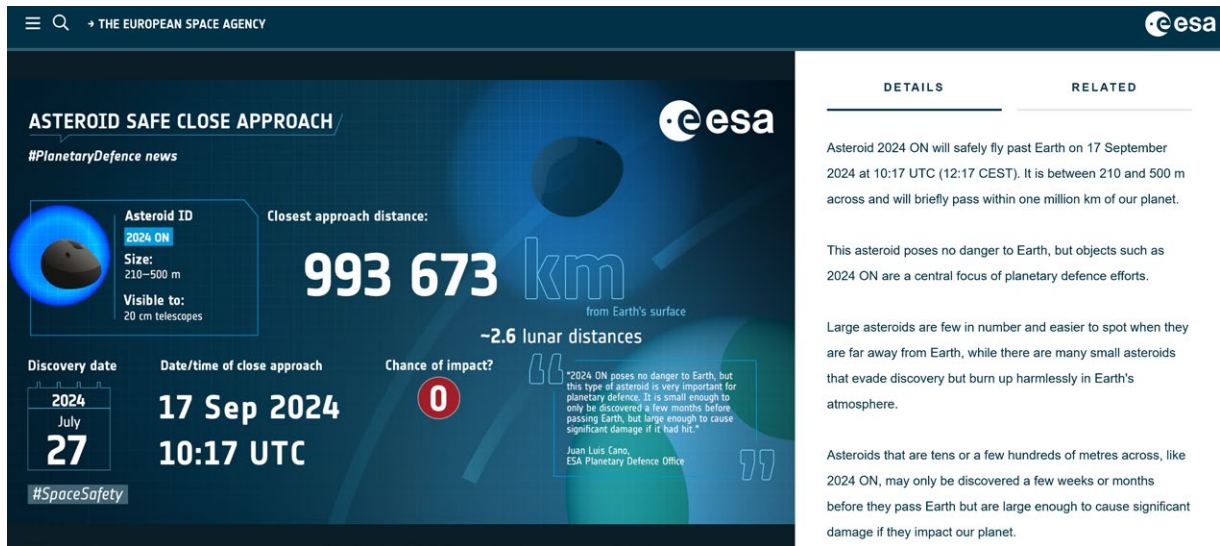 → THE EUROPEAN SPACE AGENCY
esa
ASTEROID SAFE CLOSE APPROACH
#PlanetaryDefence news
esa
Asteroid ID
2024 ON
Size:
210–500 m
Visible to:
20 cm telescopes
Closest approach distance:
993 673 km
from Earth's surface
~2.6 lunar distances
Discovery date
2024
July
27
Date/time of close approach
17 Sep 2024
10:17 UTC
Chance of impact?
0
"2024 ON poses no danger to Earth, but
this type of asteroid is very important for
planetary defence. It is small enough to
only be discovered a few months before
passing Earth, but large enough to cause
significant damage if it had hit."
Juan Luis Cano,
ESA Planetary Defence Office
#SpaceSafety
DETAILS
RELATED
Asteroid 2024 ON will safely fly past Earth on 17 September
2024 at 10:17 UTC (12:17 CEST). It is between 210 and 500 m
across and will briefly pass within one million km of our planet.
This asteroid poses no danger to Earth, but objects such as
2024 ON are a central focus of planetary defence efforts.
Large asteroids are few in number and easier to spot when they
are far away from Earth, while there are many small asteroids
that evade discovery but burn up harmlessly in Earth's
atmosphere.
Asteroids that are tens or a few hundreds of metres across, like
2024 ON, may only be discovered a few weeks or months
before they pass Earth but are large enough to cause significant
damage if they impact our planet.